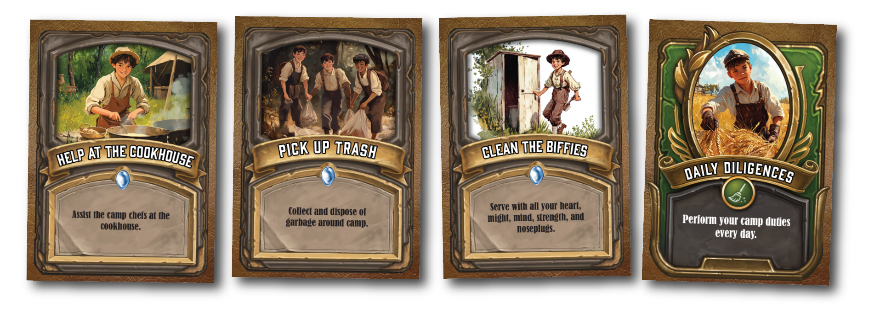 HELP AT THE COOKHOUSE
Assist the camp chefs at the
cookhouse.
PICK UP TRASH
Collect and dispose of
garbage around camp.
CLEAN THE BIFFIES
Serve with all your heart,
might, mind, strength, and
noseplugs.
DAILY DILIGENCES
Perform your camp duties
every day.